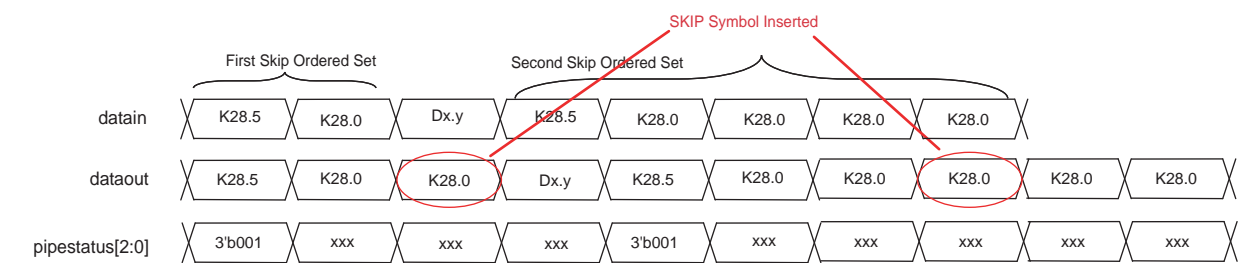 SKIP Symbol Inserted
First Skip Ordered Set Second Skip Ordered Set
datain K28.5 K28.0 Dx.y K28.5 K28.0 K28.0 K28.0 K28.0
dataout K28.5 K28.0 K28.0 Dx.y K28.5 K28.0 K28.0 K28.0 K28.0 K28.0
pipestatus[2:0] 3'b001 xxx xxx xxx 3'b001 xxx xxx xxx xxx xxx